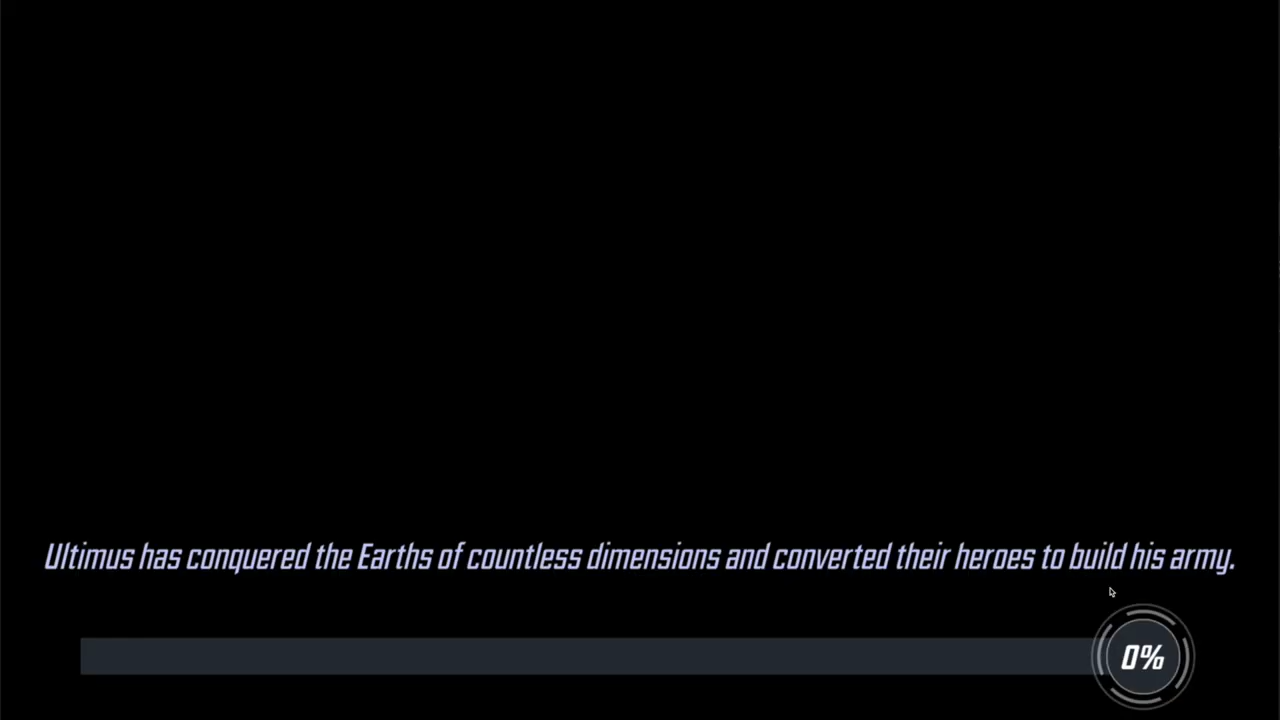 Ultimus has conquered the Earths of countless dimensions and converted their heroes to build his army.
0%